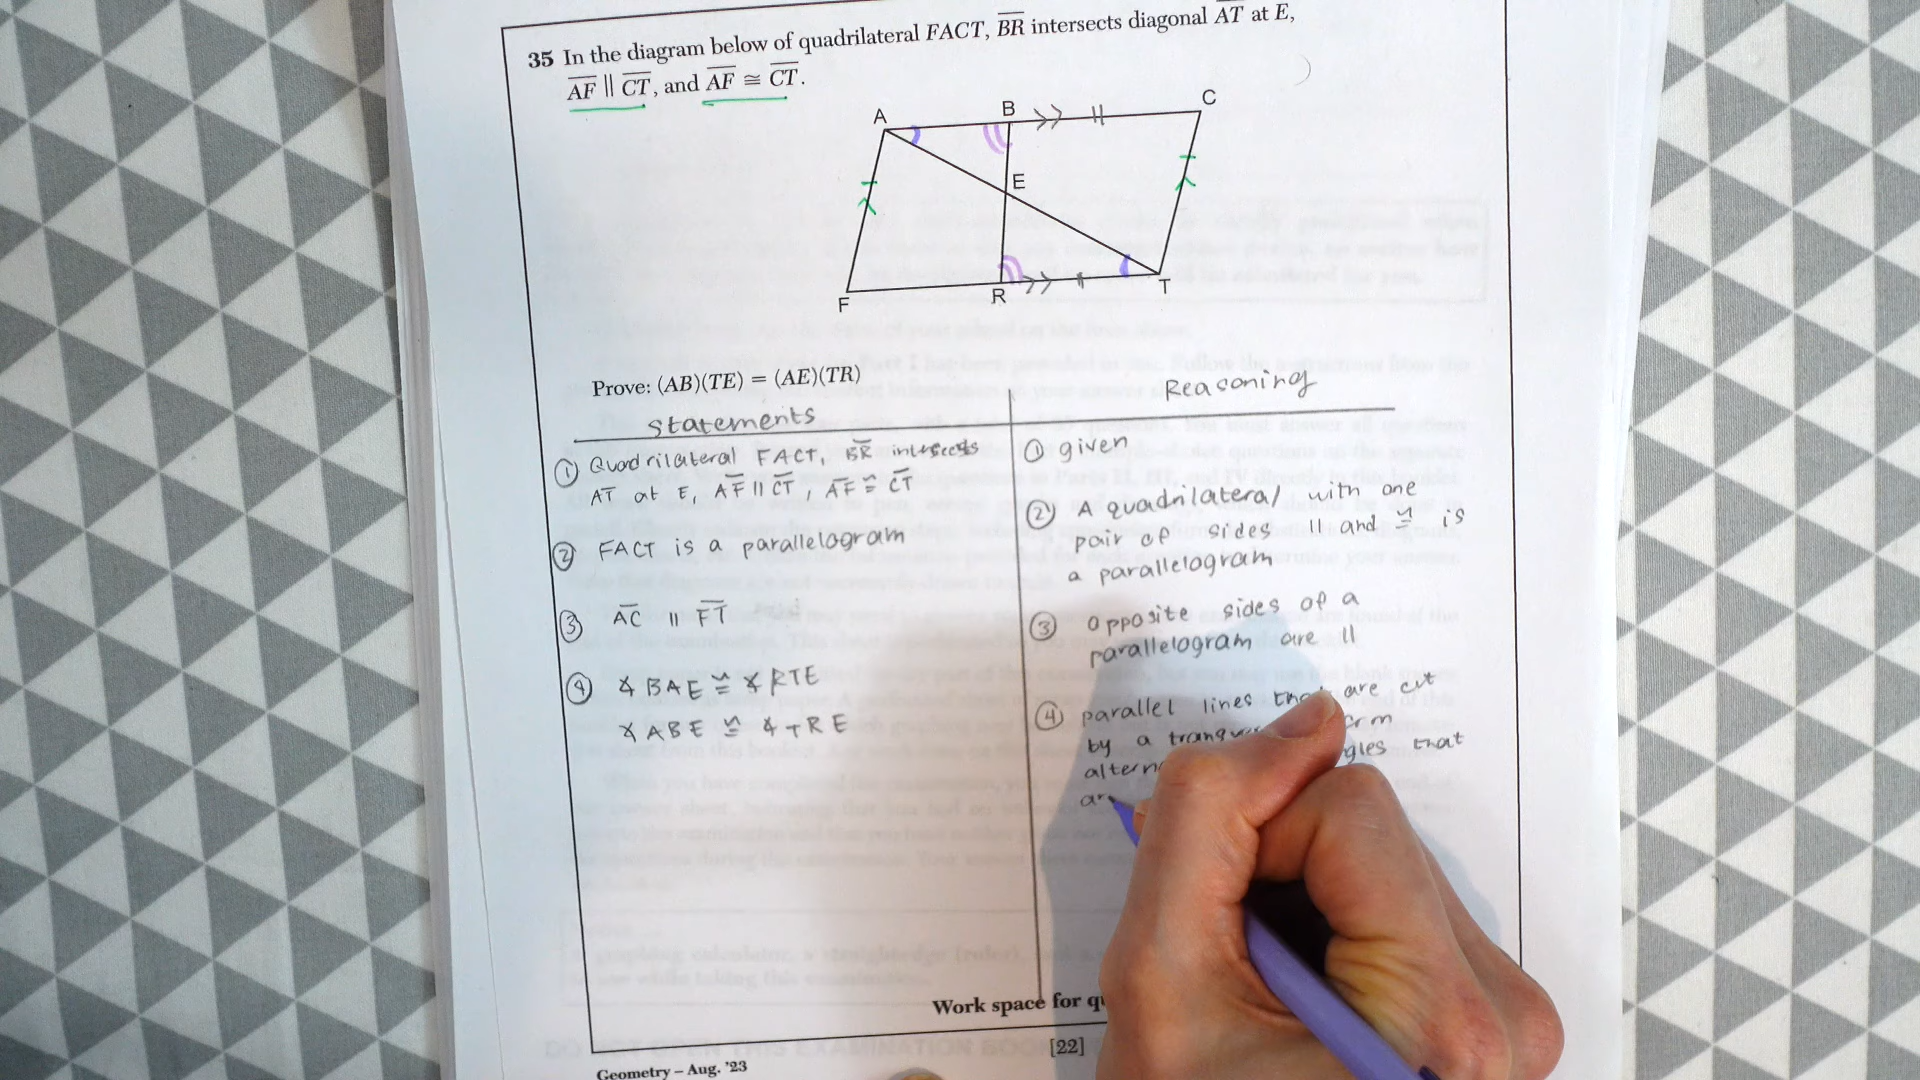 35 In the diagram below of quadrilateral FACT, BR intersects diagonal AT at E,
AF ∥ CT, and AF ≅ CT.
A
B
C
E
F
R
T
Prove: (AB)(TE) = (AE)(TR)
Statements
Reasoning
① Quadrilateral FACT, BR intersects
AT at E, AF ∥ CT, AF ≅ CT
① given
② FACT is a parallelogram
② A quadrilateral with one
pair of sides ∥ and ≅ is
a parallelogram
③ AC ∥ FT
③ opposite sides of a
parallelogram are ∥
④ ∡BAE ≅ ∡RTE
∡ABE ≅ ∡TRE
④ parallel lines that are cut
by a
that
Work space for
[22]
Geometry – Aug. '23